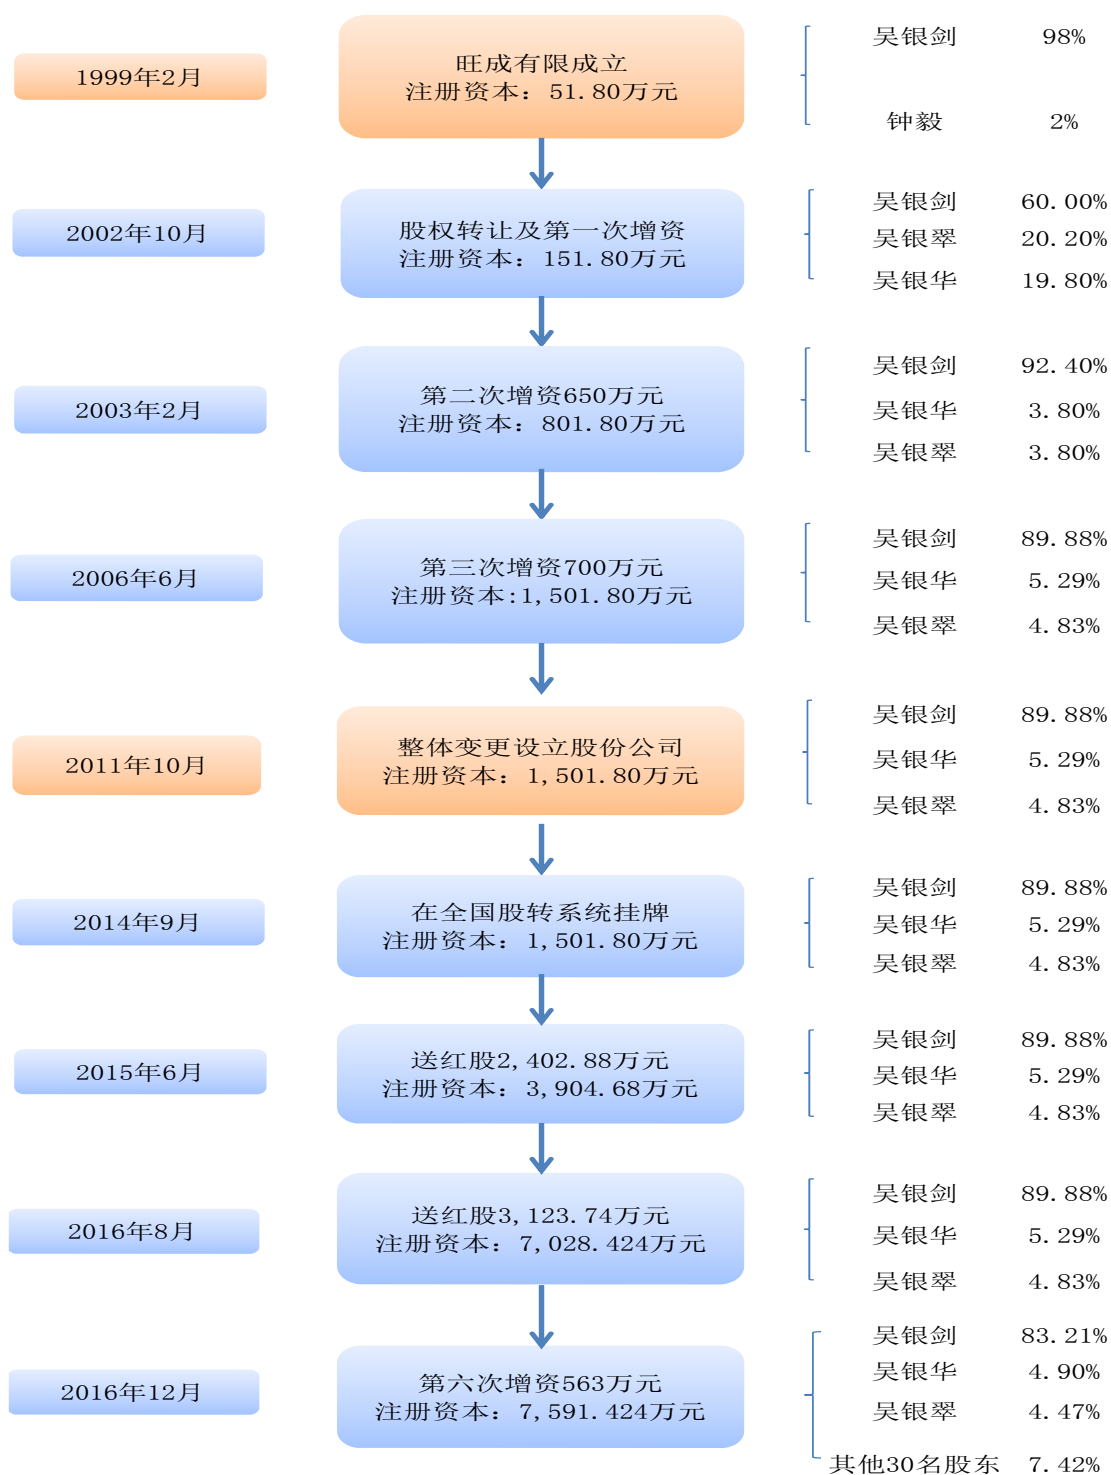 1999年2月
旺成有限成立
注册资本：51.80万元
吴银剑 98%
钟毅 2%
2002年10月
股权转让及第一次增资
注册资本：151.80万元
吴银剑 60.00%
吴银翠 20.20%
吴银华 19.80%
2003年2月
第二次增资650万元
注册资本：801.80万元
吴银剑 92.40%
吴银华 3.80%
吴银翠 3.80%
2006年6月
第三次增资700万元
注册资本:1,501.80万元
吴银剑 89.88%
吴银华 5.29%
吴银翠 4.83%
2011年10月
整体变更设立股份公司
注册资本：1,501.80万元
吴银剑 89.88%
吴银华 5.29%
吴银翠 4.83%
2014年9月
在全国股转系统挂牌
注册资本：1,501.80万元
吴银剑 89.88%
吴银华 5.29%
吴银翠 4.83%
2015年6月
送红股2,402.88万元
注册资本：3,904.68万元
吴银剑 89.88%
吴银华 5.29%
吴银翠 4.83%
2016年8月
送红股3,123.74万元
注册资本：7,028.424万元
吴银剑 89.88%
吴银华 5.29%
吴银翠 4.83%
2016年12月
第六次增资563万元
注册资本：7,591.424万元
吴银剑 83.21%
吴银华 4.90%
吴银翠 4.47%
其他30名股东 7.42%